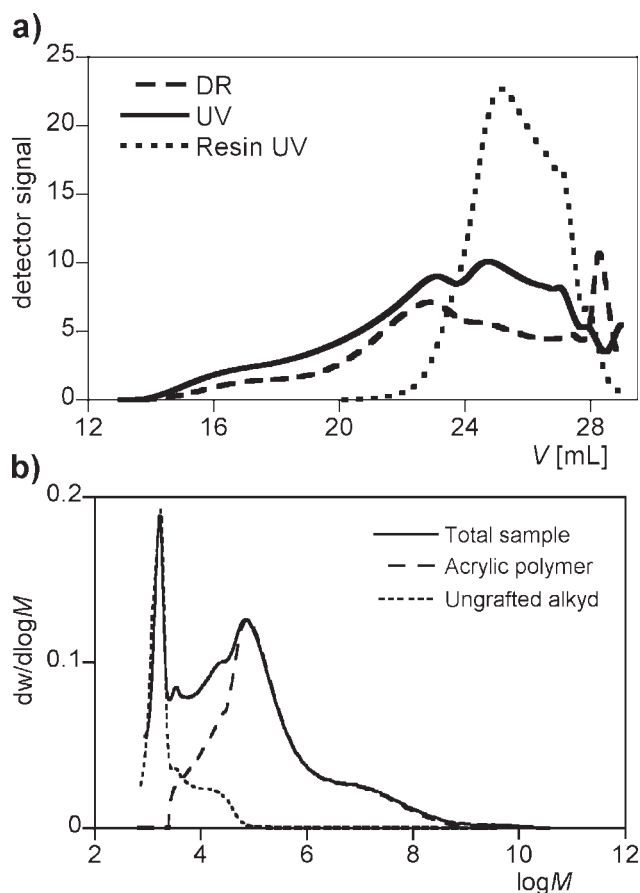 a)
25
20
15
10
5
0
detector signal
DR
UV
Resin UV
12 16 20 24 28
V [mL]
b)
0.2
0.1
0
dw/dlogM
Total sample
Acrylic polymer
Ungrafted alkyd
2 4 6 8 10 12
logM